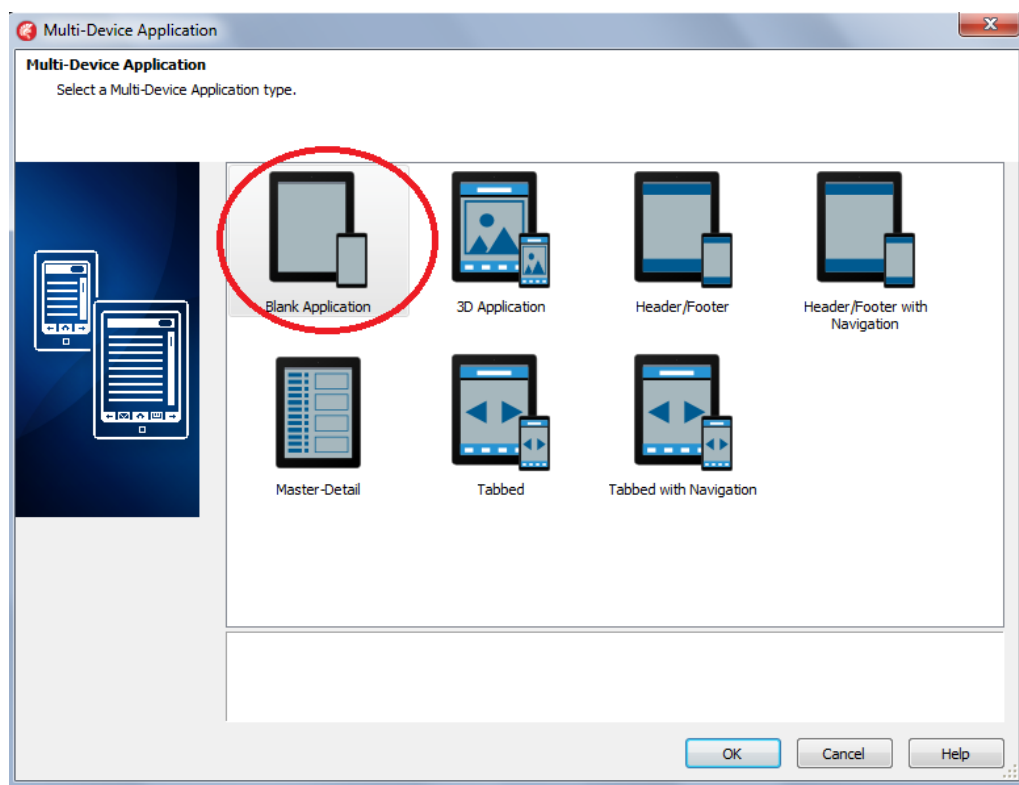 Multi-Device Application
Multi-Device Application
Select a Multi-Device Application type.
Blank Application
3D Application
Header/Footer
Header/Footer with
Navigation
Master-Detail
Tabbed
Tabbed with Navigation
OK
Cancel
Help